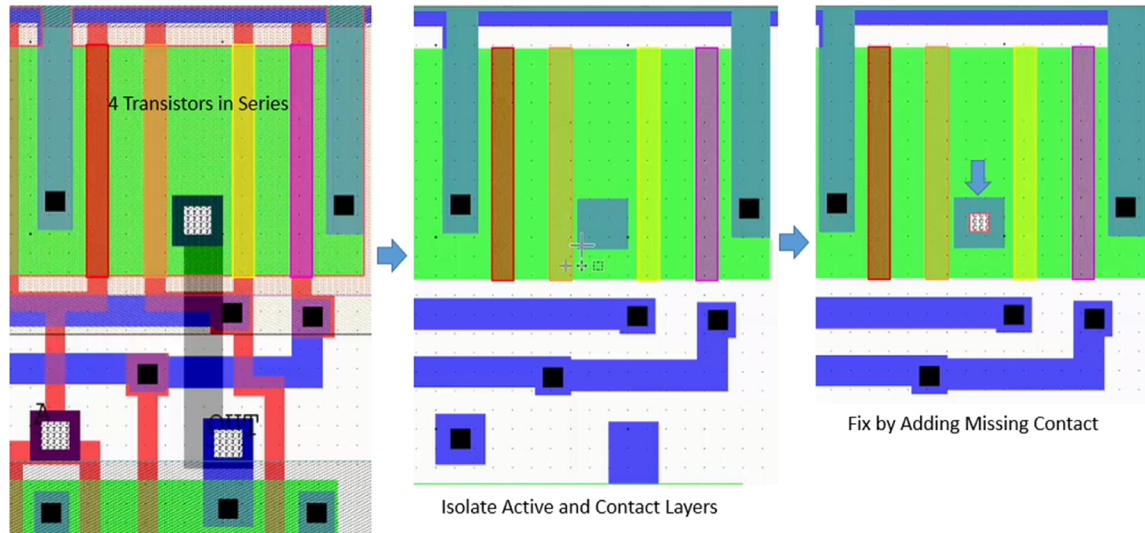 4 Transistors in Series
A
OUT
Isolate Active and Contact Layers
Fix by Adding Missing Contact